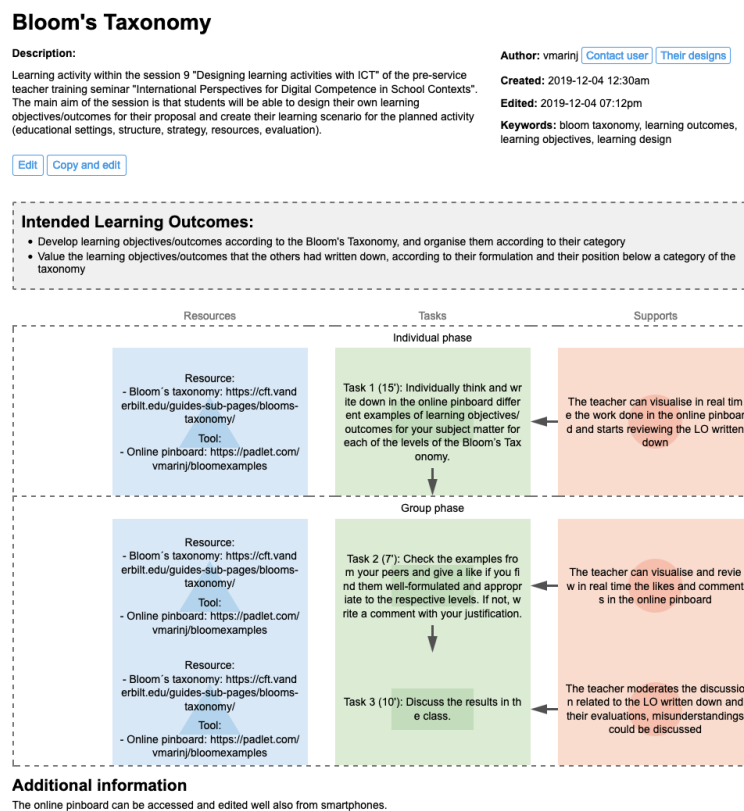 Bloom's Taxonomy
Description:
Learning activity within the session 9 "Designing learning activities with ICT" of the pre-service
teacher training seminar "International Perspectives for Digital Competence in School Contexts".
The main aim of the session is that students will be able to design their own learning
objectives/outcomes for their proposal and create their learning scenario for the planned activity
(educational settings, structure, strategy, resources, evaluation).
Edit Copy and edit
Author: vmarinj Contact user Their designs
Created: 2019-12-04 12:30am
Edited: 2019-12-04 07:12pm
Keywords: bloom taxonomy, learning outcomes,
learning objectives, learning design
Intended Learning Outcomes:
• Develop learning objectives/outcomes according to the Bloom's Taxonomy, and organise them according to their category
• Value the learning objectives/outcomes that the others had written down, according to their formulation and their position below a category of the
taxonomy
Resources Tasks Supports
Individual phase
Resource:
- Bloom´s taxonomy: https://cft.vand
erbilt.edu/guides-sub-pages/blooms-
taxonomy/
Tool:
- Online pinboard: https://padlet.com/
vmarinj/bloomexamples
Task 1 (15'): Individually think and wr
ite down in the online pinboard differ
ent examples of learning objectives/
outcomes for your subject matter for
each of the levels of the Bloom's Tax
onomy.
The teacher can visualise in real tim
e the work done in the online pinboar
d and starts reviewing the LO written
down
Group phase
Resource:
- Bloom´s taxonomy: https://cft.vand
erbilt.edu/guides-sub-pages/blooms-
taxonomy/
Tool:
- Online pinboard: https://padlet.com/
vmarinj/bloomexamples
Task 2 (7'): Check the examples fro
m your peers and give a like if you fi
nd them well-formulated and appropr
iate to the respective levels. If not, w
rite a comment with your justification.
The teacher can visualise and revie
w in real time the likes and comment
s in the online pinboard
Resource:
- Bloom´s taxonomy: https://cft.vand
erbilt.edu/guides-sub-pages/blooms-
taxonomy/
Tool:
- Online pinboard: https://padlet.com/
vmarinj/bloomexamples
Task 3 (10'): Discuss the results in th
e class.
The teacher moderates the discussio
n related to the LO written down and
their evaluations, misunderstandings
could be discussed
Additional information
The online pinboard can be accessed and edited well also from smartphones.